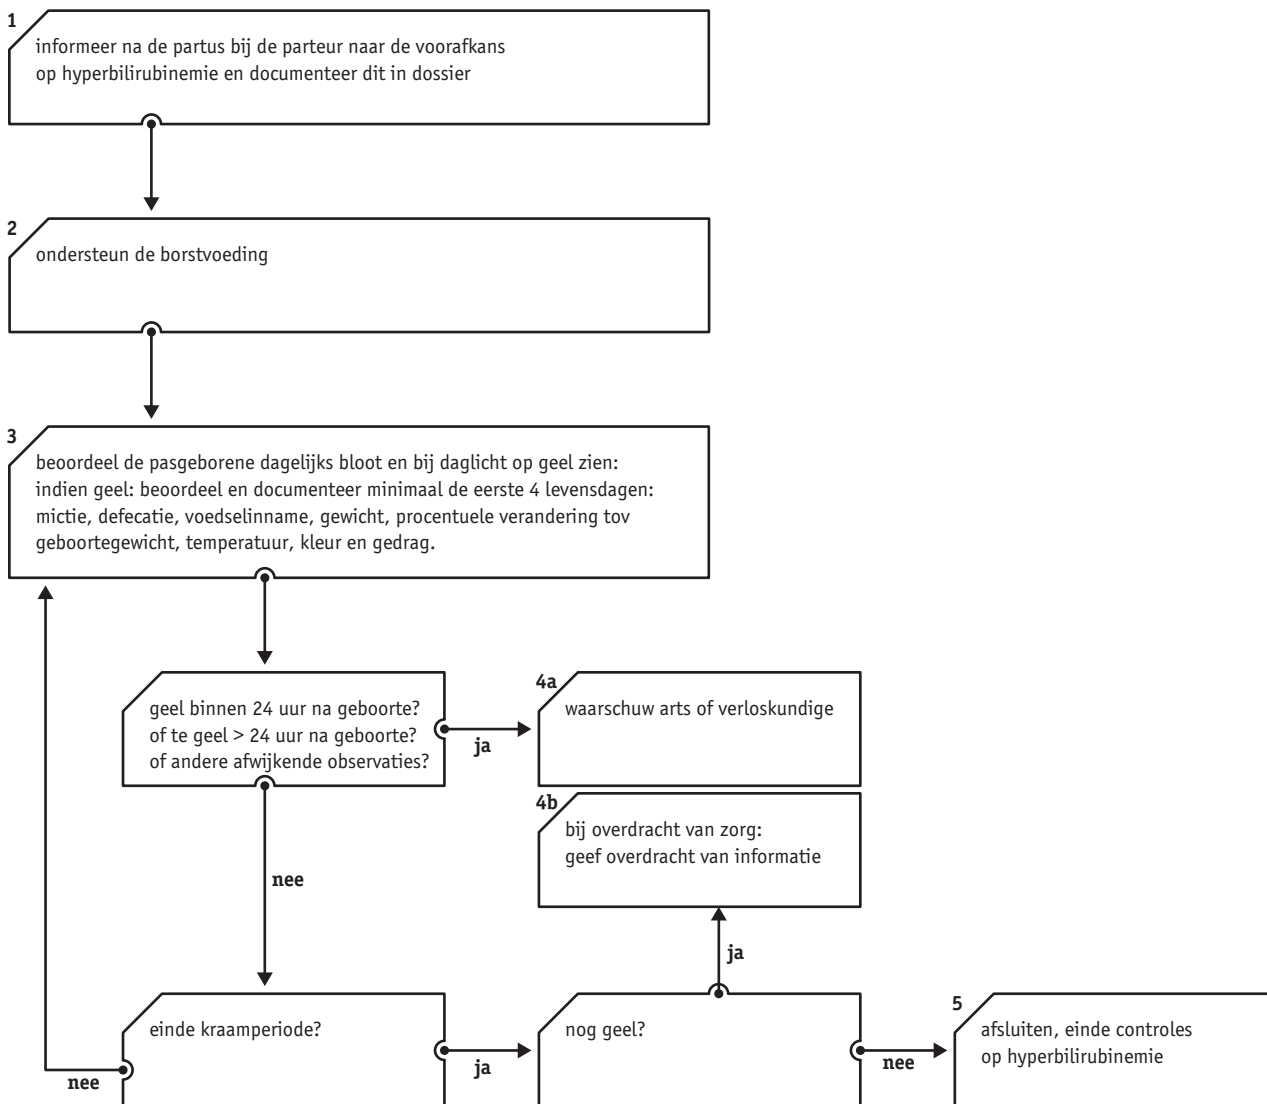 1
informeer na de partus bij de parteur naar de voorafkans
op hyperbilirubinemie en documenteer dit in dossier
2
ondersteun de borstvoeding
3
beoordeel de pasgeborene dagelijks bloot en bij daglicht op geel zien:
indien geel: beoordeel en documenteer minimaal de eerste 4 levensdagen:
mictie, defecatie, voedselinname, gewicht, procentuele verandering tov
geboortegewicht, temperatuur, kleur en gedrag.
geel binnen 24 uur na geboorte?
of te geel > 24 uur na geboorte?
of andere afwijkende observaties?
ja
4a
waarschuw arts of verloskundige
4b
bij overdracht van zorg:
geef overdracht van informatie
nee
ja
einde kraamperiode?
nee
ja
nog geel?
nee
5
afsluiten, einde controles
op hyperbilirubinemie